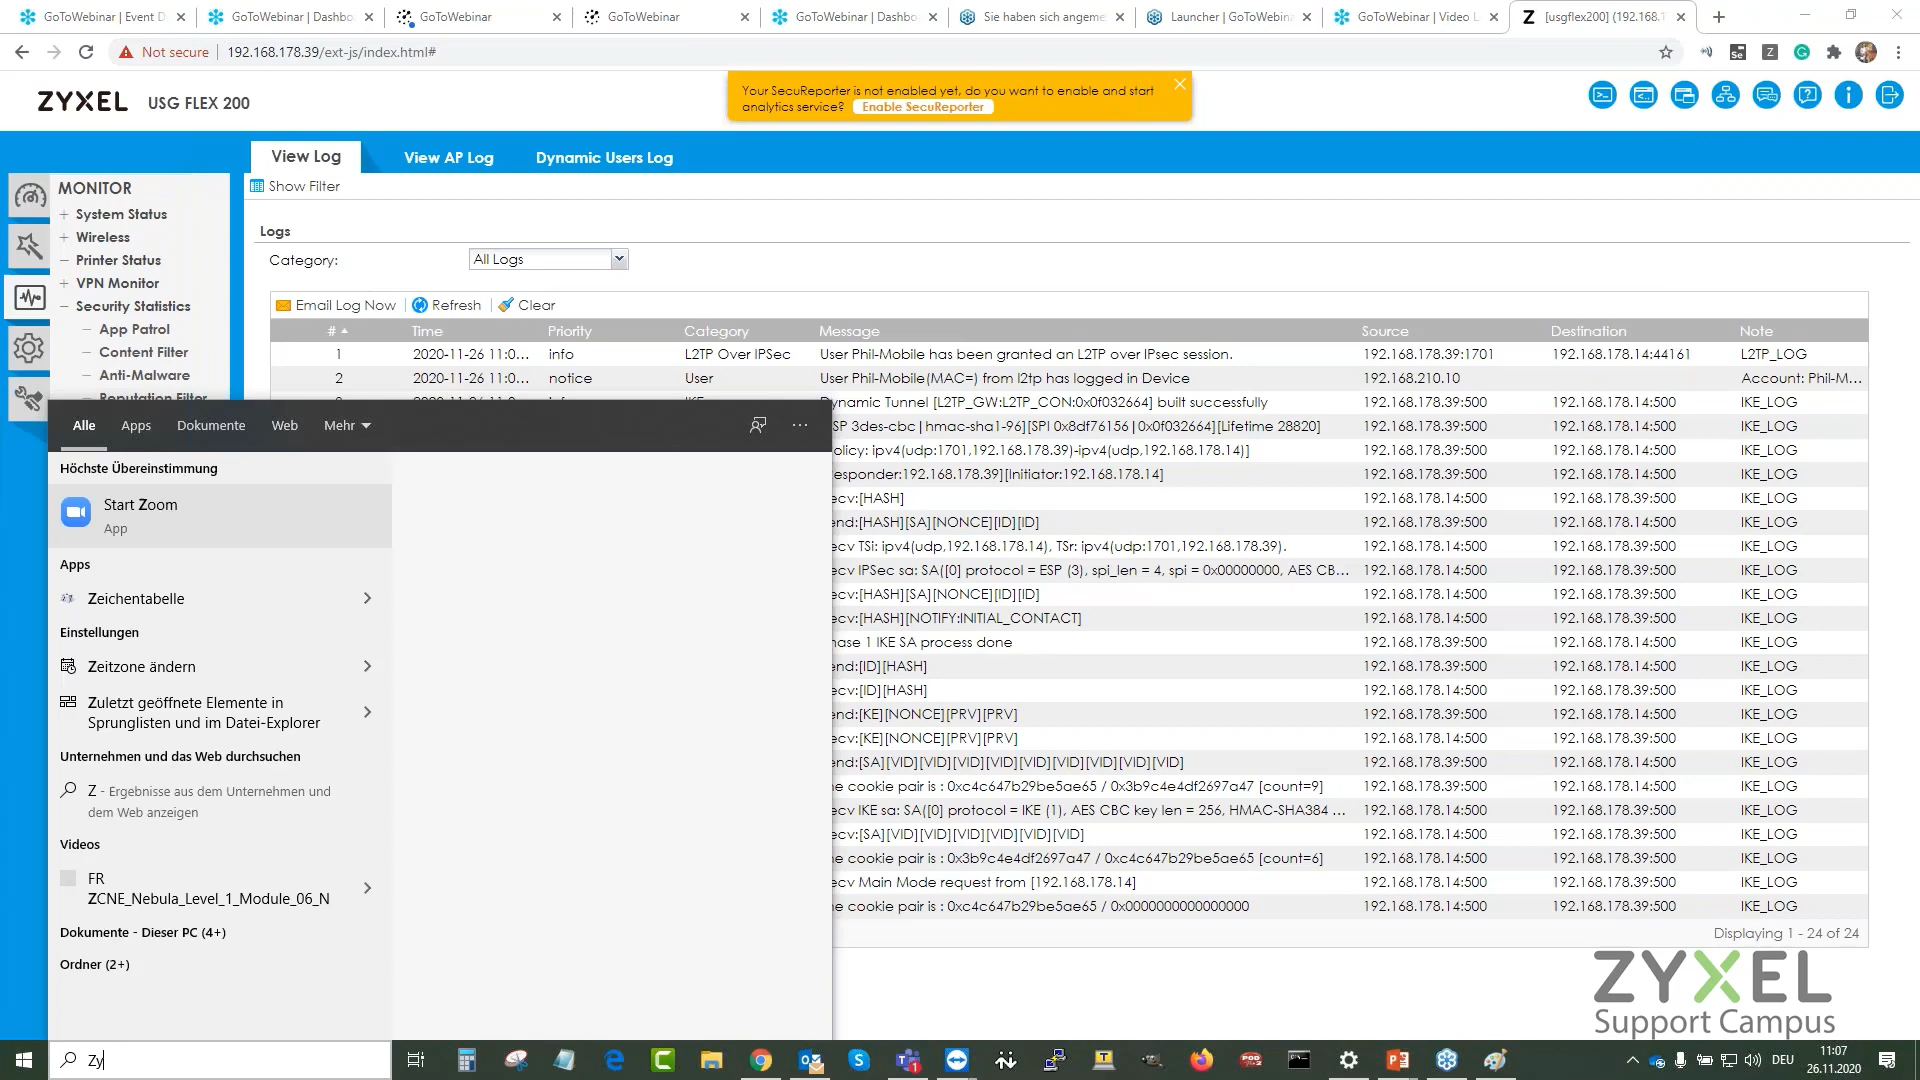 GoToWebinar | Event D
GoToWebinar | Dashbo
GoToWebinar
GoToWebinar
GoToWebinar | Dashbo
Sie haben sich angeme
Launcher | GoToWebina
GoToWebinar | Video L
[usgflex200] (192.168.1
Not secure
192.168.178.39/ext-js/index.html#
ZYXEL USG FLEX 200
Your SecuReporter is not enabled yet, do you want to enable and start
analytics service? Enable SecuReporter
View Log
View AP Log
Dynamic Users Log
Show Filter
MONITOR
+ System Status
+ Wireless
− Printer Status
+ VPN Monitor
− Security Statistics
− App Patrol
− Content Filter
− Anti-Malware
− Reputation Filter
Logs
Category: All Logs
Email Log Now | Refresh | Clear
# Time Priority Category Message Source Destination Note
1 2020-11-26 11:0... info L2TP Over IPSec User Phil-Mobile has been granted an L2TP over IPsec session. 192.168.178.39:1701 192.168.178.14:44161 L2TP_LOG
2 2020-11-26 11:0... notice User User Phil-Mobile(MAC=) from l2tp has logged in Device 192.168.210.10 Account: Phil-M...
Dynamic Tunnel [L2TP_GW:L2TP_CON:0x0f032664] built successfully 192.168.178.39:500 192.168.178.14:500 IKE_LOG
SP 3des-cbc|hmac-sha1-96][SPI 0x8df76156|0x0f032664][Lifetime 28820] 192.168.178.39:500 192.168.178.14:500 IKE_LOG
olicy: ipv4(udp:1701,192.168.178.39)-ipv4(udp,192.168.178.14)] 192.168.178.39:500 192.168.178.14:500 IKE_LOG
esponder:192.168.178.39][Initiator:192.168.178.14] 192.168.178.39:500 192.168.178.14:500 IKE_LOG
ecv:[HASH] 192.168.178.14:500 192.168.178.39:500 IKE_LOG
end:[HASH][SA][NONCE][ID][ID] 192.168.178.39:500 192.168.178.14:500 IKE_LOG
ecv TSi: ipv4(udp,192.168.178.14), TSr: ipv4(udp:1701,192.168.178.39). 192.168.178.14:500 192.168.178.39:500 IKE_LOG
ecv IPSec sa: SA([0] protocol = ESP (3), spi_len = 4, spi = 0x00000000, AES CB... 192.168.178.14:500 192.168.178.39:500 IKE_LOG
ecv:[HASH][SA][NONCE][ID][ID] 192.168.178.14:500 192.168.178.39:500 IKE_LOG
ecv:[HASH][NOTIFY:INITIAL_CONTACT] 192.168.178.14:500 192.168.178.39:500 IKE_LOG
hase 1 IKE SA process done 192.168.178.39:500 192.168.178.14:500 IKE_LOG
end:[ID][HASH] 192.168.178.39:500 192.168.178.14:500 IKE_LOG
ecv:[ID][HASH] 192.168.178.14:500 192.168.178.39:500 IKE_LOG
end:[KE][NONCE][PRV][PRV] 192.168.178.39:500 192.168.178.14:500 IKE_LOG
ecv:[KE][NONCE][PRV][PRV] 192.168.178.14:500 192.168.178.39:500 IKE_LOG
end:[SA][VID][VID][VID][VID][VID][VID][VID][VID][VID] 192.168.178.39:500 192.168.178.14:500 IKE_LOG
e cookie pair is : 0xc4c647b29be5ae65 / 0x3b9c4e4df2697a47 [count=9] 192.168.178.39:500 192.168.178.14:500 IKE_LOG
ecv IKE sa: SA([0] protocol = IKE (1), AES CBC key len = 256, HMAC-SHA384 ... 192.168.178.14:500 192.168.178.39:500 IKE_LOG
ecv:[SA][VID][VID][VID][VID][VID][VID] 192.168.178.14:500 192.168.178.39:500 IKE_LOG
e cookie pair is : 0x3b9c4e4df2697a47 / 0xc4c647b29be5ae65 [count=6] 192.168.178.14:500 192.168.178.39:500 IKE_LOG
ecv Main Mode request from [192.168.178.14] 192.168.178.14:500 192.168.178.39:500 IKE_LOG
e cookie pair is : 0xc4c647b29be5ae65 / 0x0000000000000000 192.168.178.14:500 192.168.178.39:500 IKE_LOG
Displaying 1 - 24 of 24
Alle Apps Dokumente Web Mehr
Höchste Übereinstimmung
Start Zoom
App
Apps
Zeichentabelle
Einstellungen
Zeitzone ändern
Zuletzt geöffnete Elemente in
Sprunglisten und im Datei-Explorer
Unternehmen und das Web durchsuchen
Z - Ergebnisse aus dem Unternehmen und
dem Web anzeigen
Videos
FR
ZCNE_Nebula_Level_1_Module_06_N
Dokumente - Dieser PC (4+)
Ordner (2+)
ZYXEL
Support Campus
Zy
DEU
11:07
26.11.2020